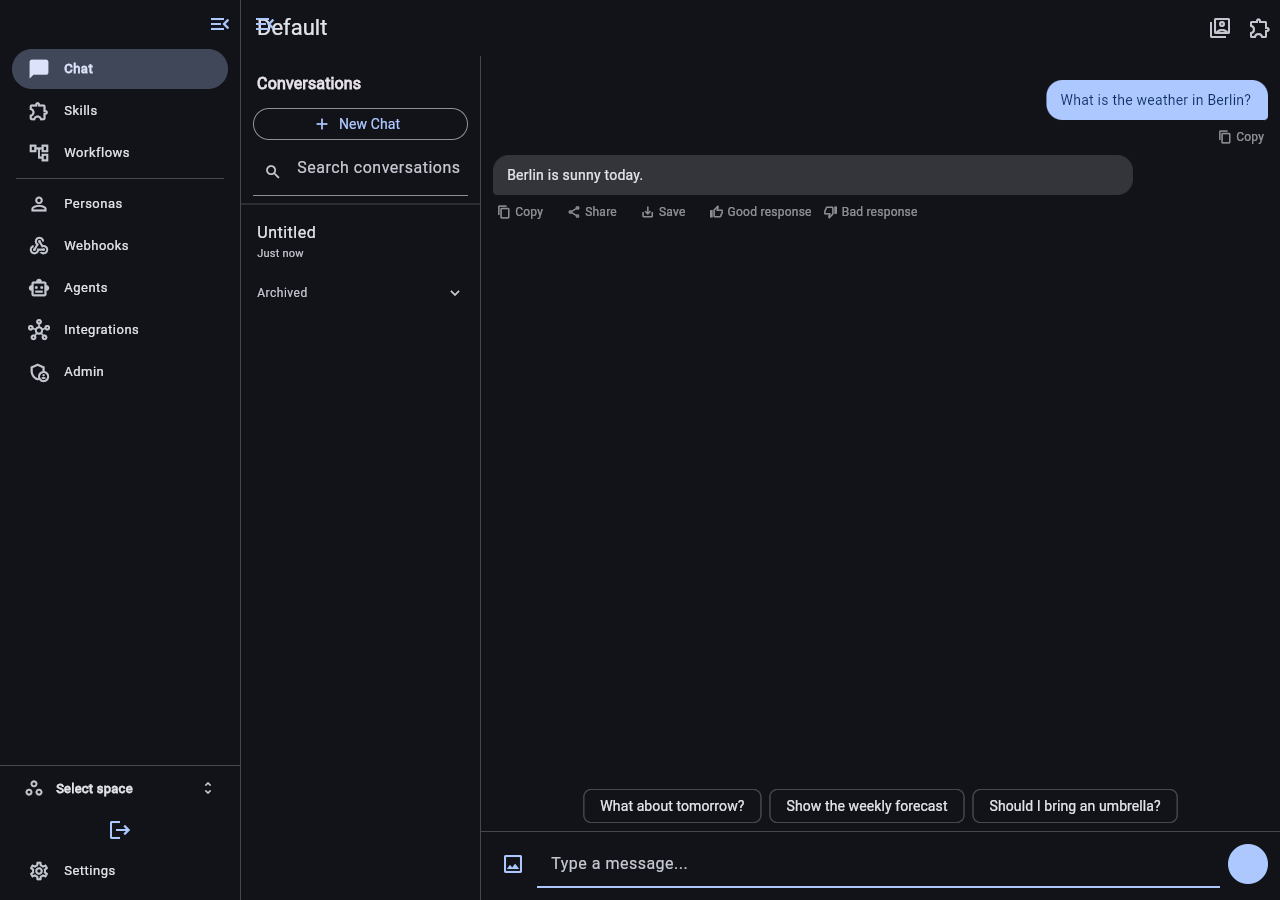 Chat
Skills
Workflows
Personas
Webhooks
Agents
Integrations
Admin
Select space
Settings
Default
Conversations
New Chat
Search conversations
Untitled
Just now
Archived
What is the weather in Berlin?
Copy
Berlin is sunny today.
Copy Share Save Good response Bad response
What about tomorrow? Show the weekly forecast Should I bring an umbrella?
Type a message...